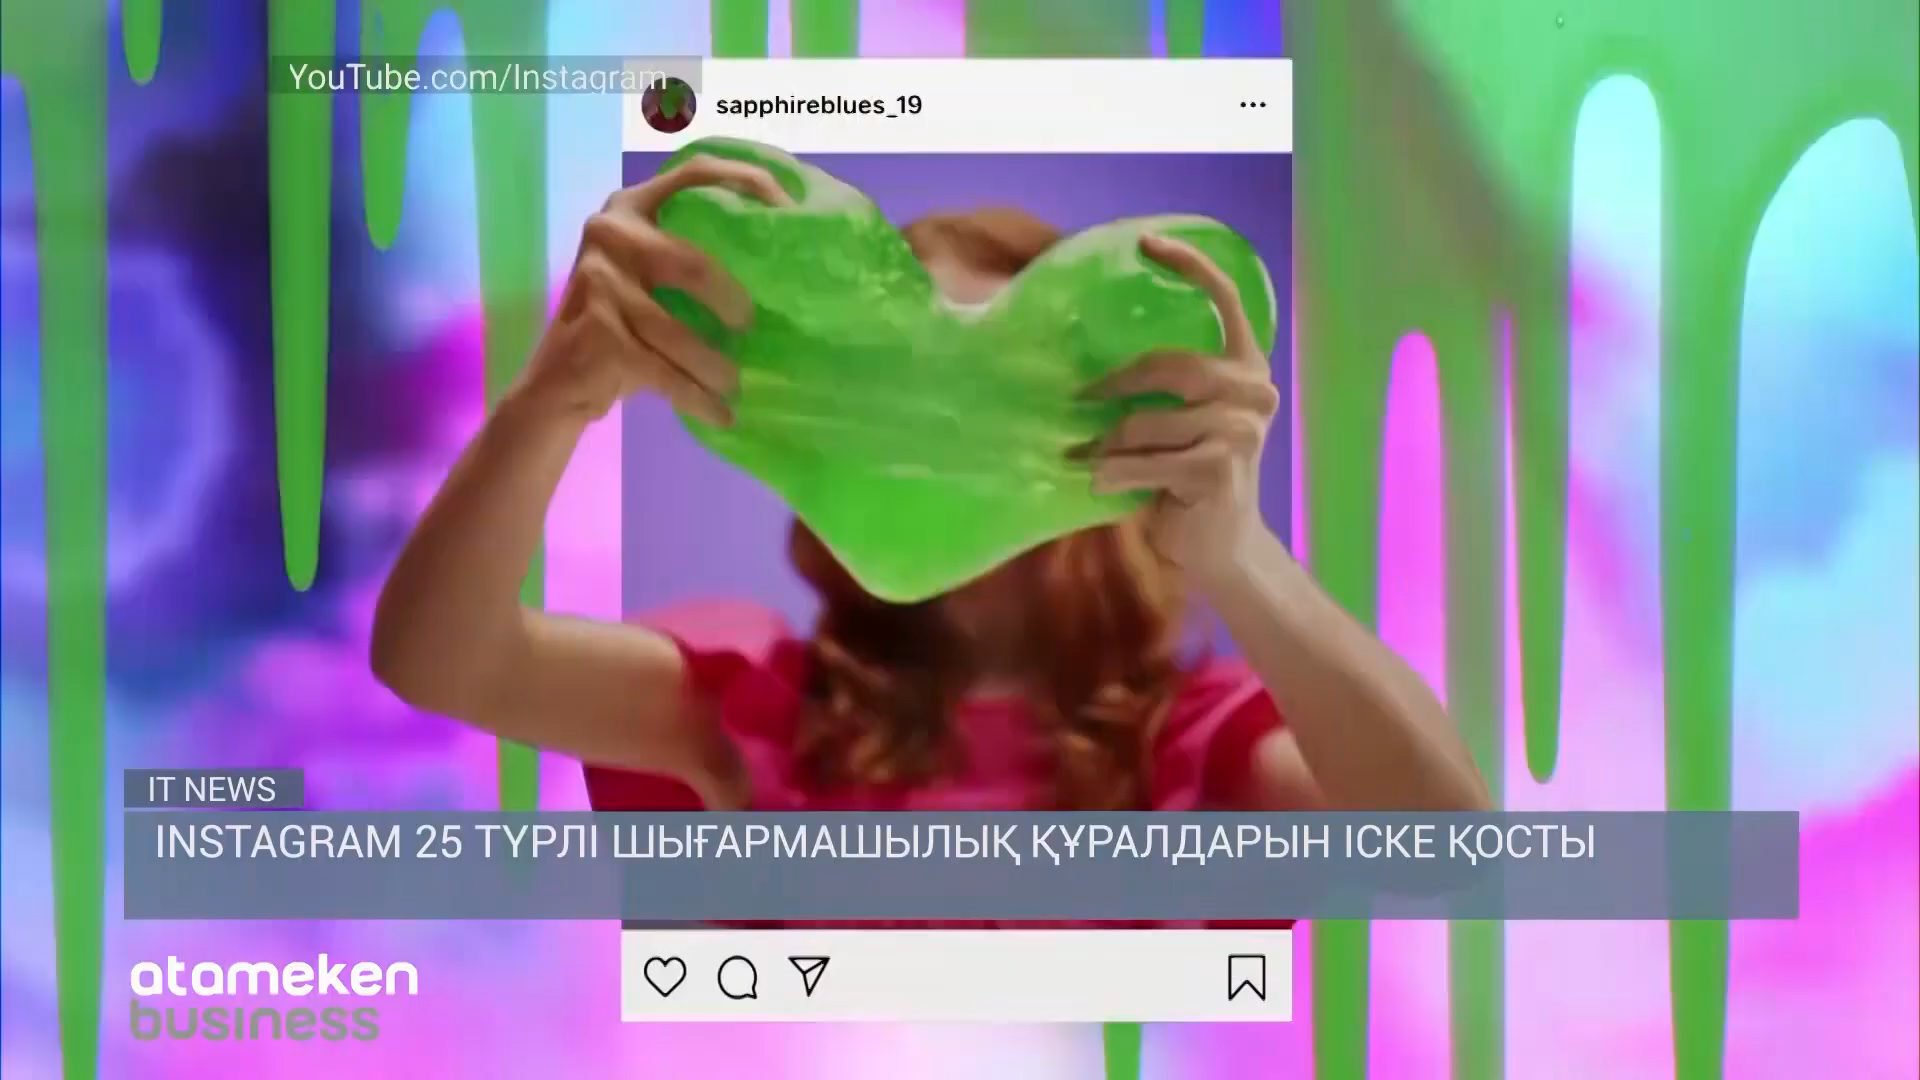 YouTube.com/Instagram
sapphireblues_19
IT NEWS
INSTAGRAM 25 ТҮРЛІ ШЫҒАРМАШЫЛЫҚ ҚҰРАЛДАРЫН ІСКЕ ҚОСТЫ
atameken
business